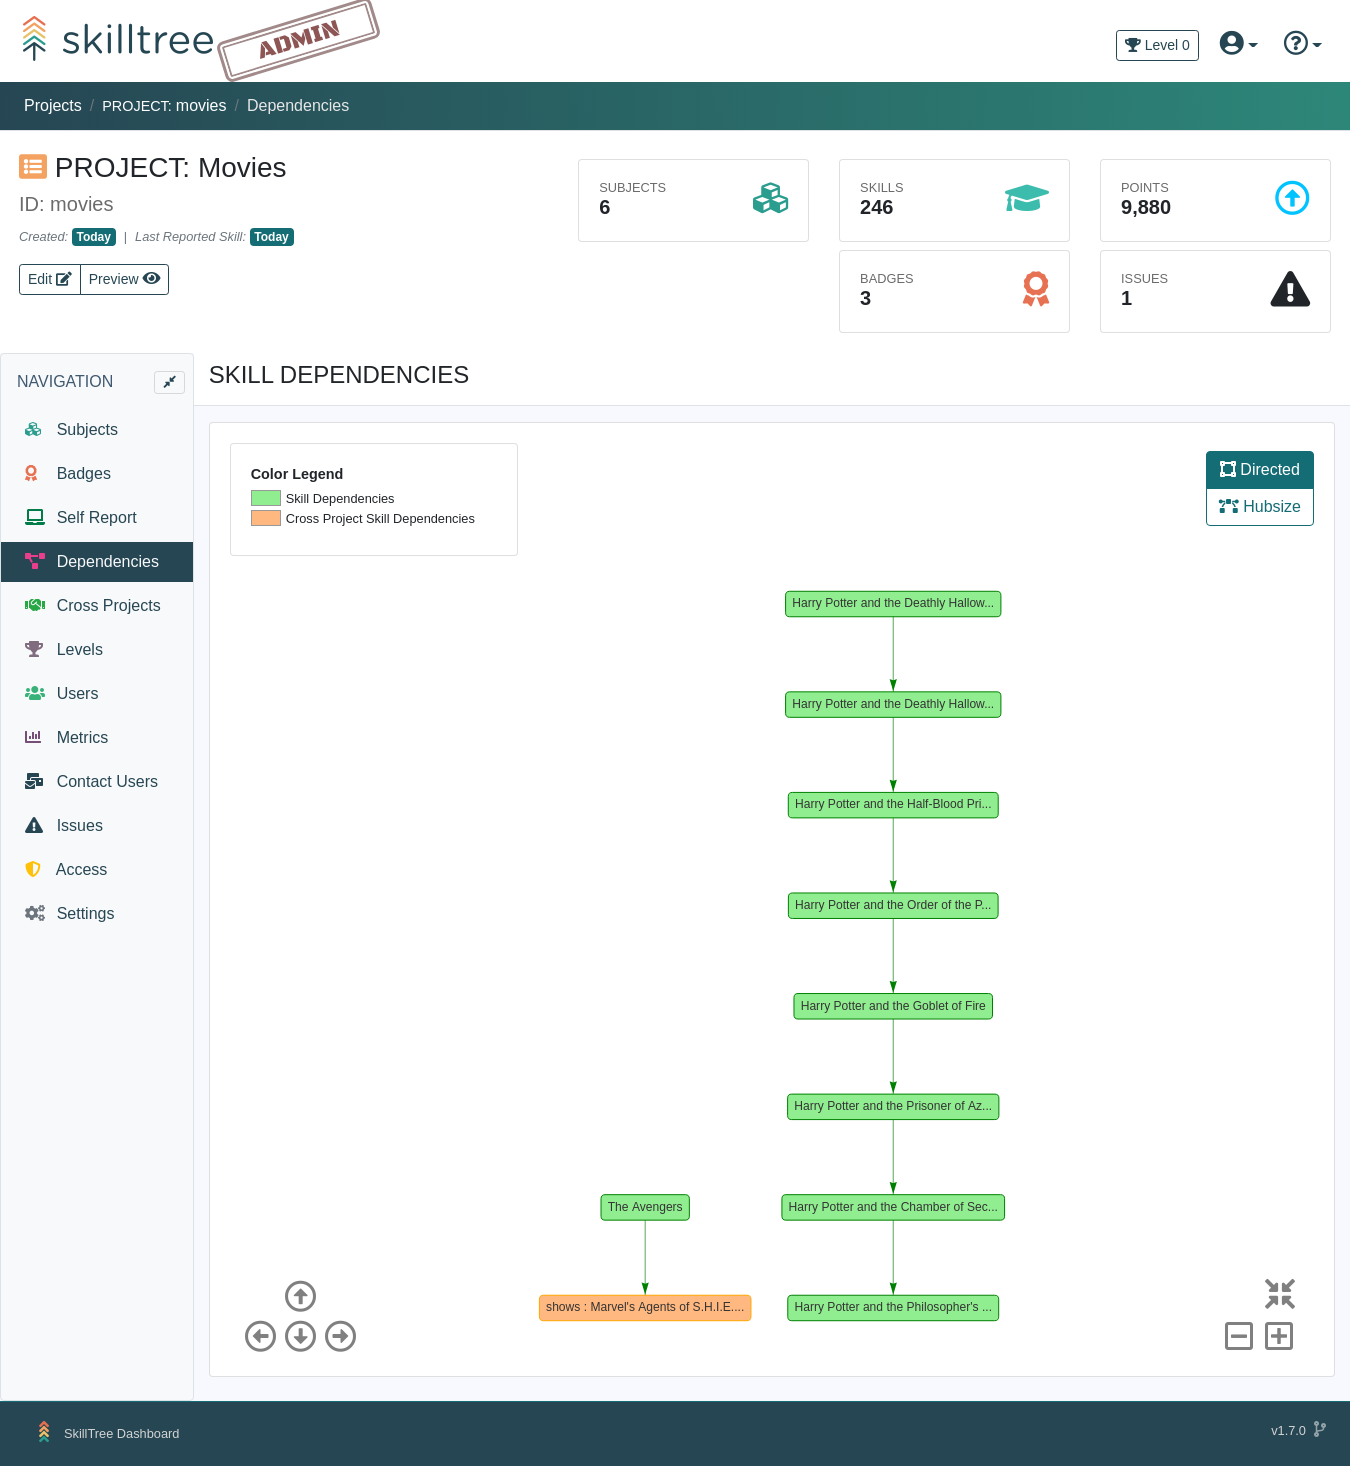 skilltree
ADMIN
Level 0
Projects / PROJECT: movies / Dependencies
PROJECT: Movies
ID: movies
Created: Today | Last Reported Skill: Today
Edit
Preview
SUBJECTS
6
SKILLS
246
POINTS
9,880
BADGES
3
ISSUES
1
NAVIGATION
Subjects
Badges
Self Report
Dependencies
Cross Projects
Levels
Users
Metrics
Contact Users
Issues
Access
Settings
SKILL DEPENDENCIES
Color Legend
Skill Dependencies
Cross Project Skill Dependencies
Directed
Hubsize
Harry Potter and the Deathly Hallow...
Harry Potter and the Deathly Hallow...
Harry Potter and the Half-Blood Pri...
Harry Potter and the Order of the P...
Harry Potter and the Goblet of Fire
Harry Potter and the Prisoner of Az...
The Avengers
Harry Potter and the Chamber of Sec...
shows : Marvel's Agents of S.H.I.E....
Harry Potter and the Philosopher's ...
SkillTree Dashboard
v1.7.0